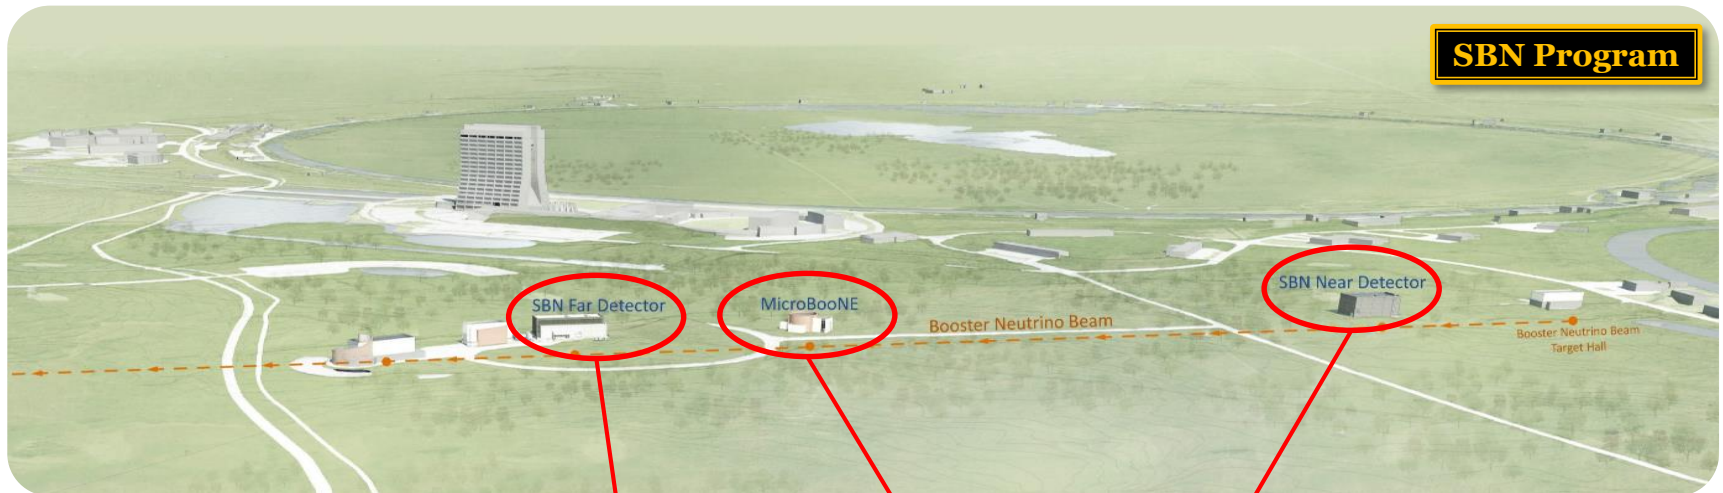 SBN Program
SBN Far Detector
MicroBooNE
SBN Near Detector
Booster Neutrino Beam
Booster Neutrino Beam
Target Hall